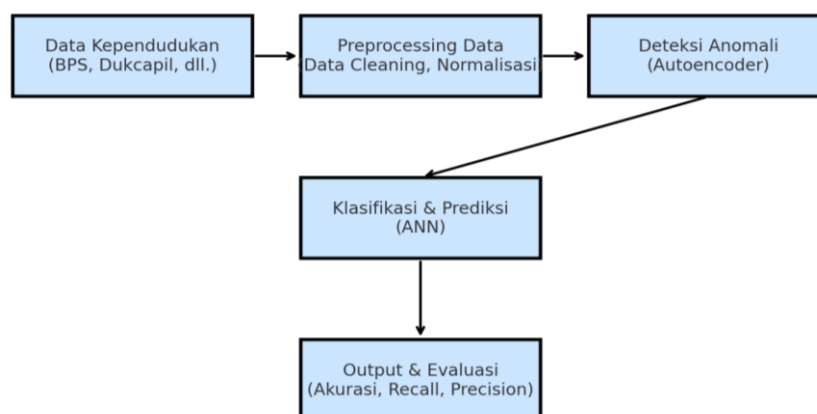 Data Kependudukan
(BPS, Dukcapil, dll.)
Preprocessing Data
(Data Cleaning, Normalisasi)
Deteksi Anomali
(Autoencoder)
Klasifikasi & Prediksi
(ANN)
Output & Evaluasi
(Akurasi, Recall, Precision)